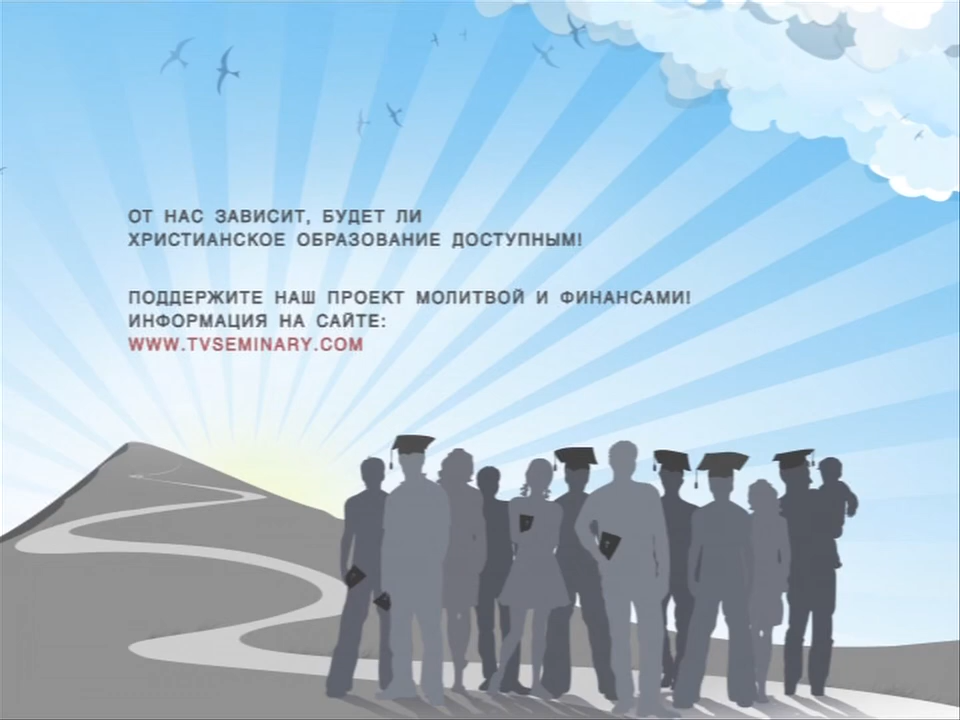 ОТ НАС ЗАВИСИТ, БУДЕТ ЛИ
ХРИСТИАНСКОЕ ОБРАЗОВАНИЕ ДОСТУПНЫМ!
ПОДДЕРЖИТЕ НАШ ПРОЕКТ МОЛИТВОЙ И ФИНАНСАМИ!
ИНФОРМАЦИЯ НА САЙТЕ:
WWW.TVSEMINARY.COM